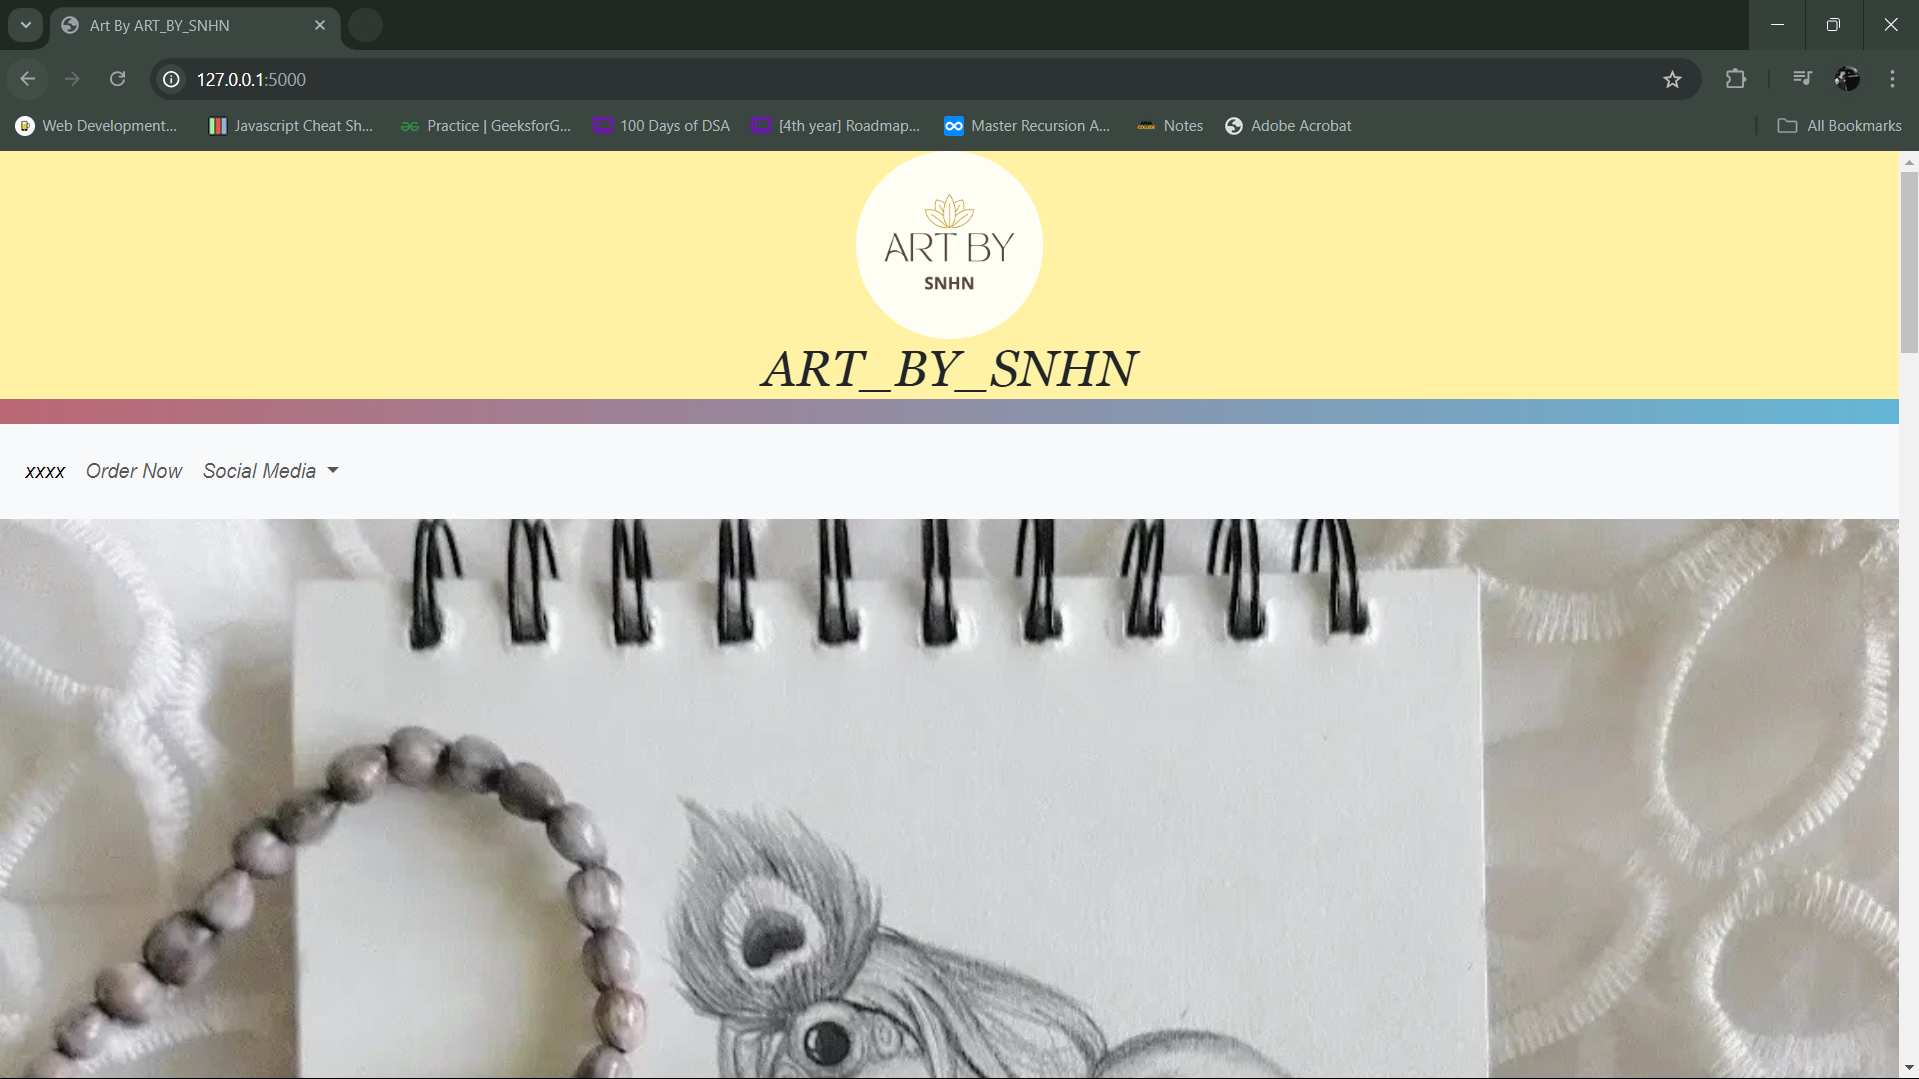 Art By ART_BY_SNHN
127.0.0.1:5000
Web Development...
Javascript Cheat Sh...
Practice | GeeksforG...
100 Days of DSA
[4th year] Roadmap...
Master Recursion A...
Notes
Adobe Acrobat
All Bookmarks
ART BY
SNHN
ART_BY_SNHN
xxxx Order Now Social Media